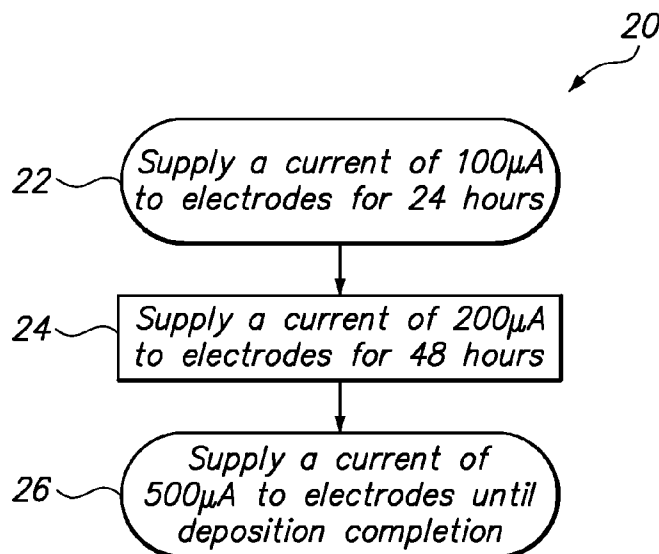 20
22
Supply a current of 100μA
to electrodes for 24 hours
24
Supply a current of 200μA
to electrodes for 48 hours
26
Supply a current of
500μA to electrodes until
deposition completion